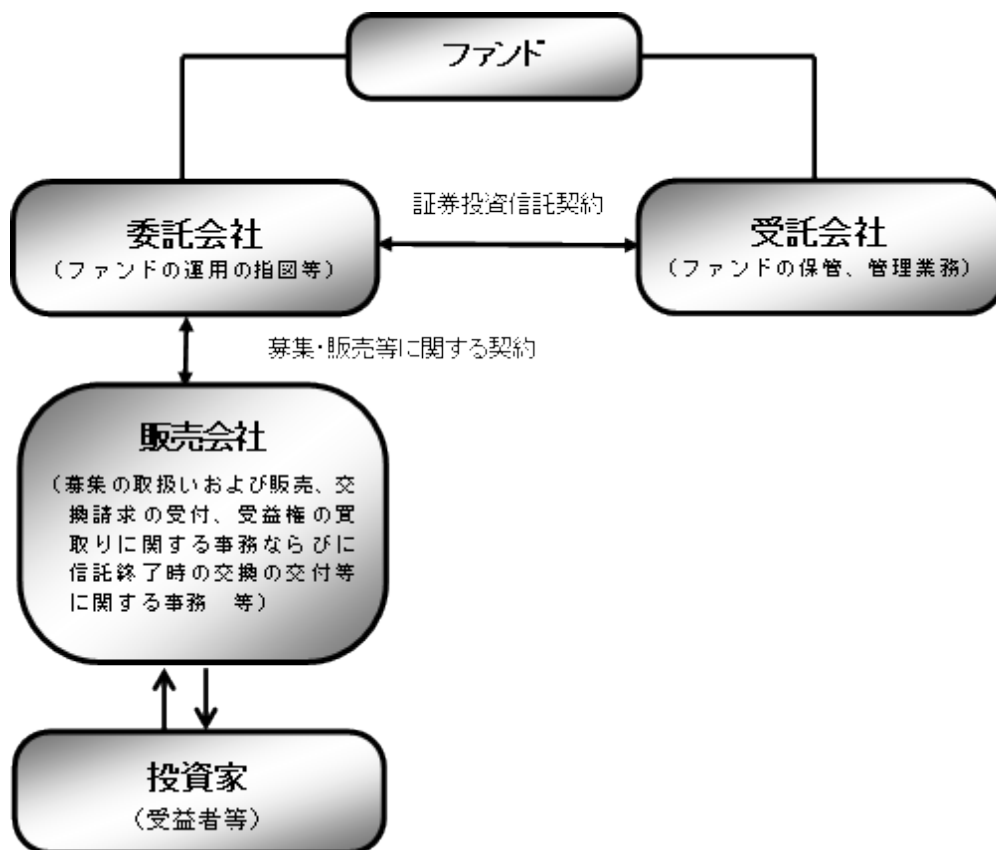 ファンド
証券投資信託契約
委託会社
（ファンドの運用の指図等）
受託会社
（ファンドの保管、管理業務）
募集・販売等に関する契約
販売会社
（募集の取扱いおよび販売、交
換請求の受付、受益権の買
取りに関する事務ならびに
信託終了時の交換の交付等
に関する事務　等）
投資家
（受益者等）